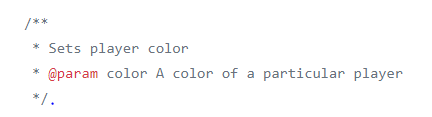 /**
* Sets player color
* @param color A color of a particular player
*/.